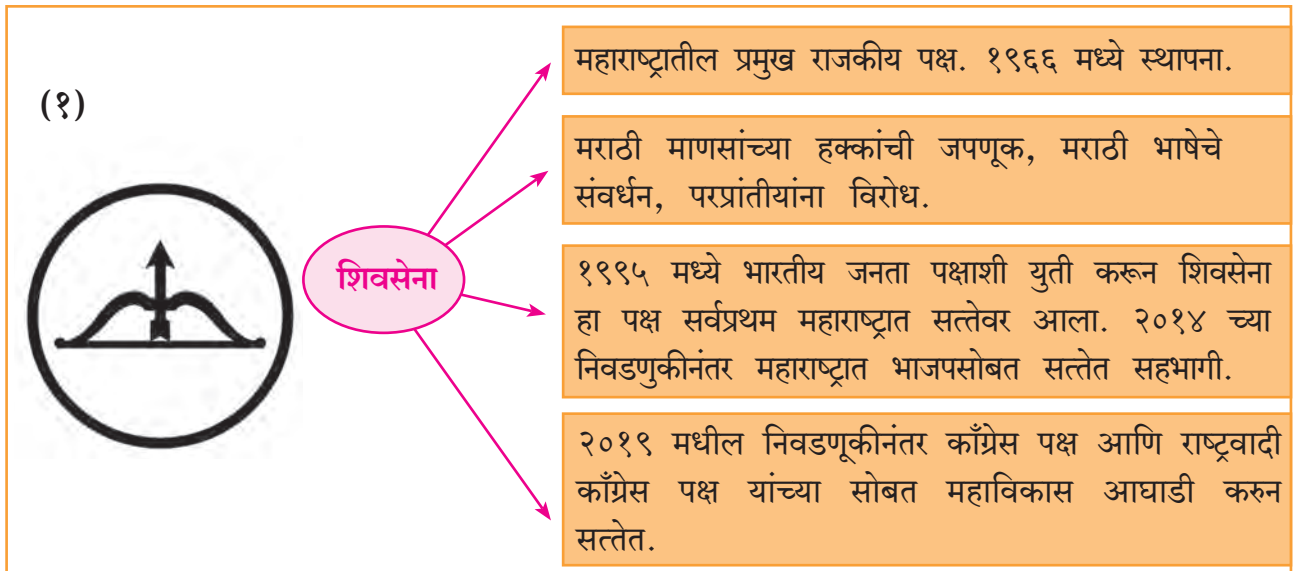 (१)
शिवसेना
महाराष्ट्रातील प्रमुख राजकीय पक्ष. १९६६ मध्ये स्थापना.
मराठी माणसांच्या हक्कांची जपणूक, मराठी भाषेचे
संवर्धन, परप्रांतीयांना विरोध.
१९९५ मध्ये भारतीय जनता पक्षाशी युती करून शिवसेना
हा पक्ष सर्वप्रथम महाराष्ट्रात सत्तेवर आला. २०१४ च्या
निवडणुकीनंतर महाराष्ट्रात भाजपसोबत सत्तेत सहभागी.
२०१९ मधील निवडणूकीनंतर काँग्रेस पक्ष आणि राष्ट्रवादी
काँग्रेस पक्ष यांच्या सोबत महाविकास आघाडी करुन
सत्तेत.